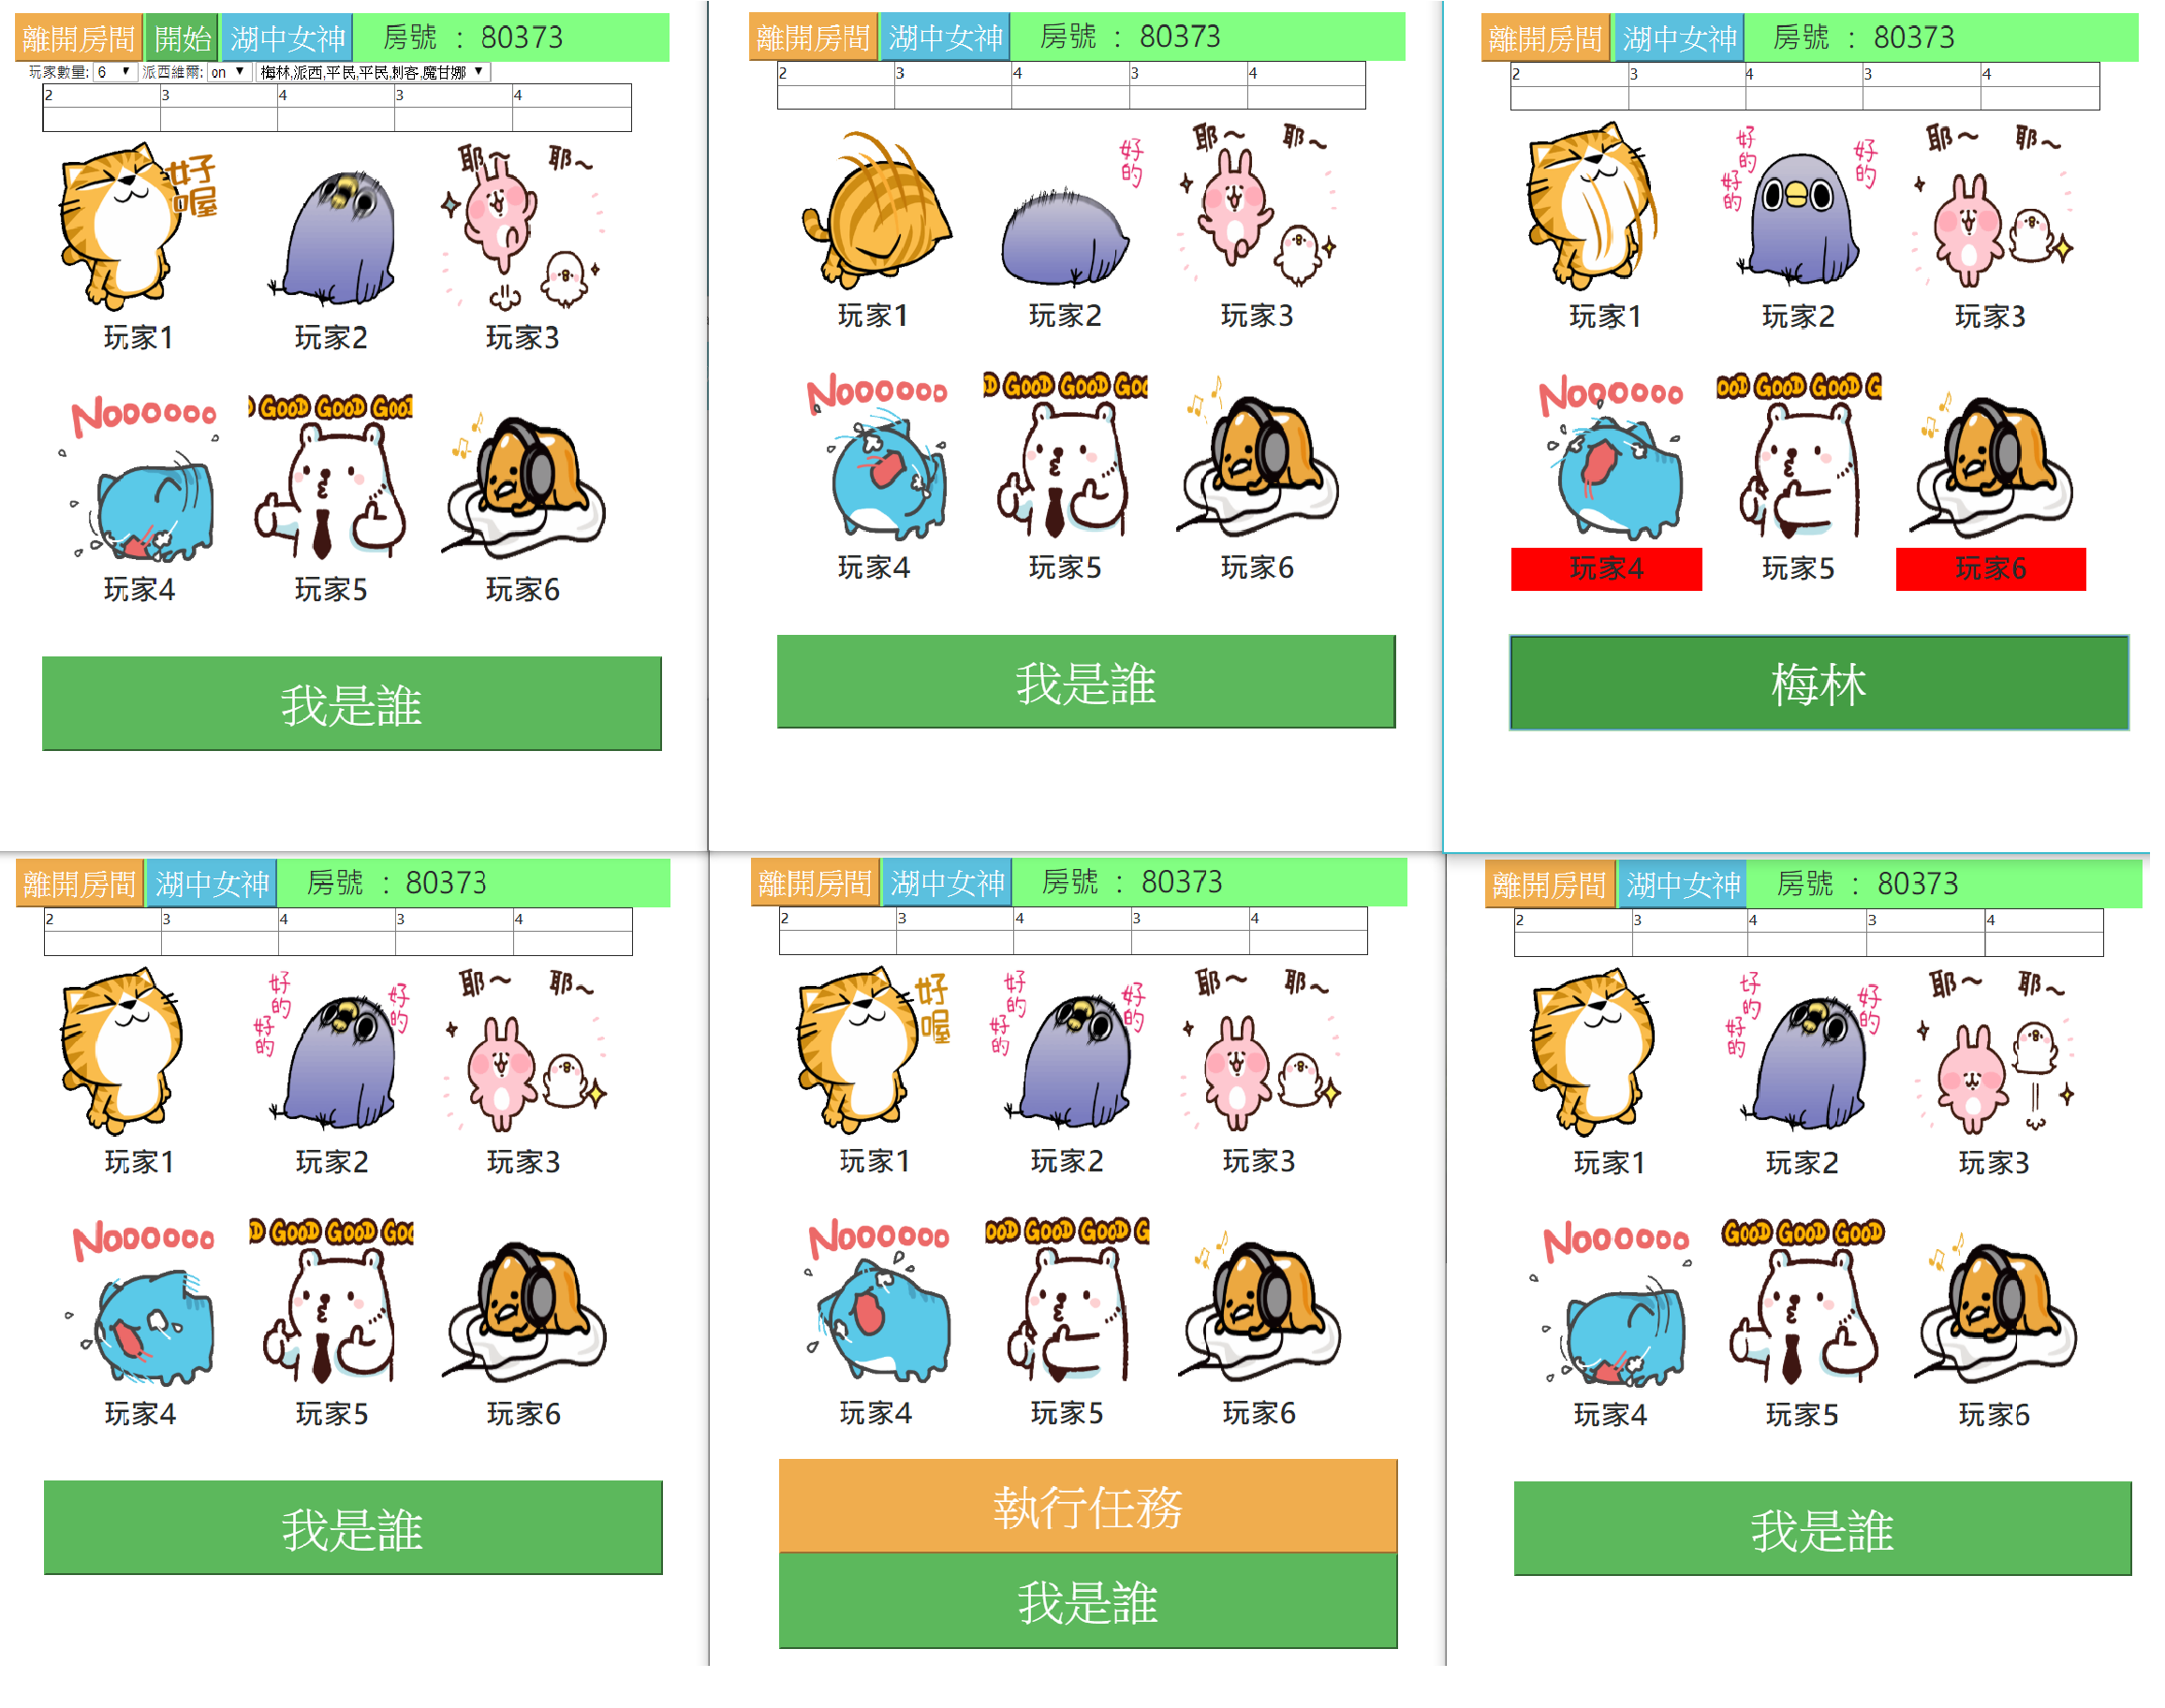 離開房間 開始 湖中女神 房號 : 80373
玩家數量: 6 派西維爾: on 梅林,派西,平民,平民,刺客,魔甘娜
2 3 4 3 4
好喔
耶~ 耶~
玩家1 玩家2 玩家3
Noooooo
GOOD GOOD
玩家4 玩家5 玩家6
我是誰
離開房間 湖中女神 房號 : 80373
2 3 4 3 4
好的
耶~ 耶~
玩家1 玩家2 玩家3
Noooooo
GOOD GOOD
玩家4 玩家5 玩家6
我是誰
離開房間 湖中女神 房號 : 80373
2 3 4 3 4
好的 好的 好的
耶~ 耶~
玩家1 玩家2 玩家3
Noooooo
GOOD GOOD
玩家4 玩家5 玩家6
梅林
離開房間 湖中女神 房號 : 80373
2 3 4 3 4
好的 好的 好的
耶~ 耶~
玩家1 玩家2 玩家3
Noooooo
GOOD GOOD
玩家4 玩家5 玩家6
我是誰
離開房間 湖中女神 房號 : 80373
2 3 4 3 4
好喔
好的 好的 好的
耶~ 耶~
玩家1 玩家2 玩家3
Noooooo
GOOD GOOD
玩家4 玩家5 玩家6
執行任務
我是誰
離開房間 湖中女神 房號 : 80373
2 3 4 3 4
好的 好的 好的
耶~ 耶~
玩家1 玩家2 玩家3
Noooooo
GOOD GOOD GOOD
玩家4 玩家5 玩家6
我是誰